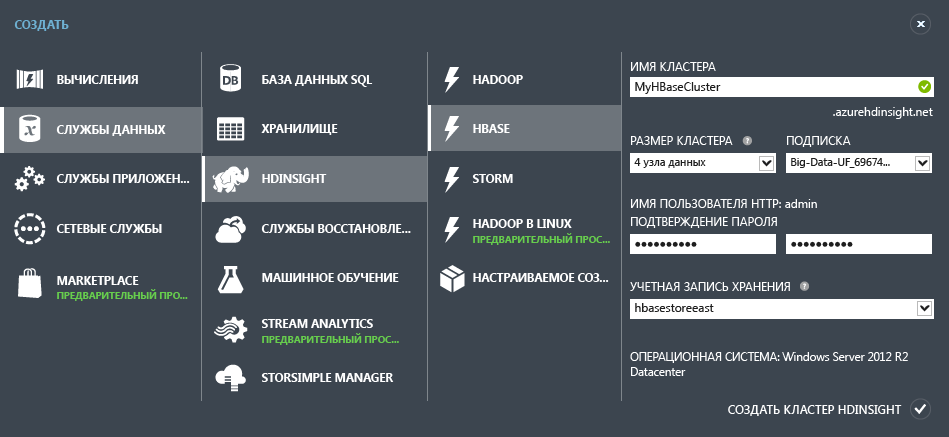 СОЗДАТЬ
ВЫЧИСЛЕНИЯ
СЛУЖБЫ ДАННЫХ
СЛУЖБЫ ПРИЛОЖЕН...
СЕТЕВЫЕ СЛУЖБЫ
MARKETPLACE
ПРЕДВАРИТЕЛЬНЫЙ ПРО...
БАЗА ДАННЫХ SQL
ХРАНИЛИЩЕ
HDINSIGHT
СЛУЖБЫ ВОССТАНОВЛЕ...
МАШИННОЕ ОБУЧЕНИЕ
STREAM ANALYTICS
ПРЕДВАРИТЕЛЬНЫЙ ПРОС...
STORSIMPLE MANAGER
HADOOP
HBASE
STORM
HADOOP В LINUX
ПРЕДВАРИТЕЛЬНЫЙ ПРОС...
НАСТРАИВАЕМОЕ СОЗ...
ИМЯ КЛАСТЕРА
MyHBaseCluster
.azurehdinsight.net
РАЗМЕР КЛАСТЕРА ?
4 узла данных
ПОДПИСКА
Big-Data-UF_69674...
ИМЯ ПОЛЬЗОВАТЕЛЯ HTTP: admin
ПОДТВЕРЖДЕНИЕ ПАРОЛЯ
●●●●●●●●●● ●●●●●●●●●●
УЧЕТНАЯ ЗАПИСЬ ХРАНЕНИЯ ?
hbasestoreeast
ОПЕРАЦИОННАЯ СИСТЕМА: Windows Server 2012 R2
Datacenter
СОЗДАТЬ КЛАСТЕР HDINSIGHT